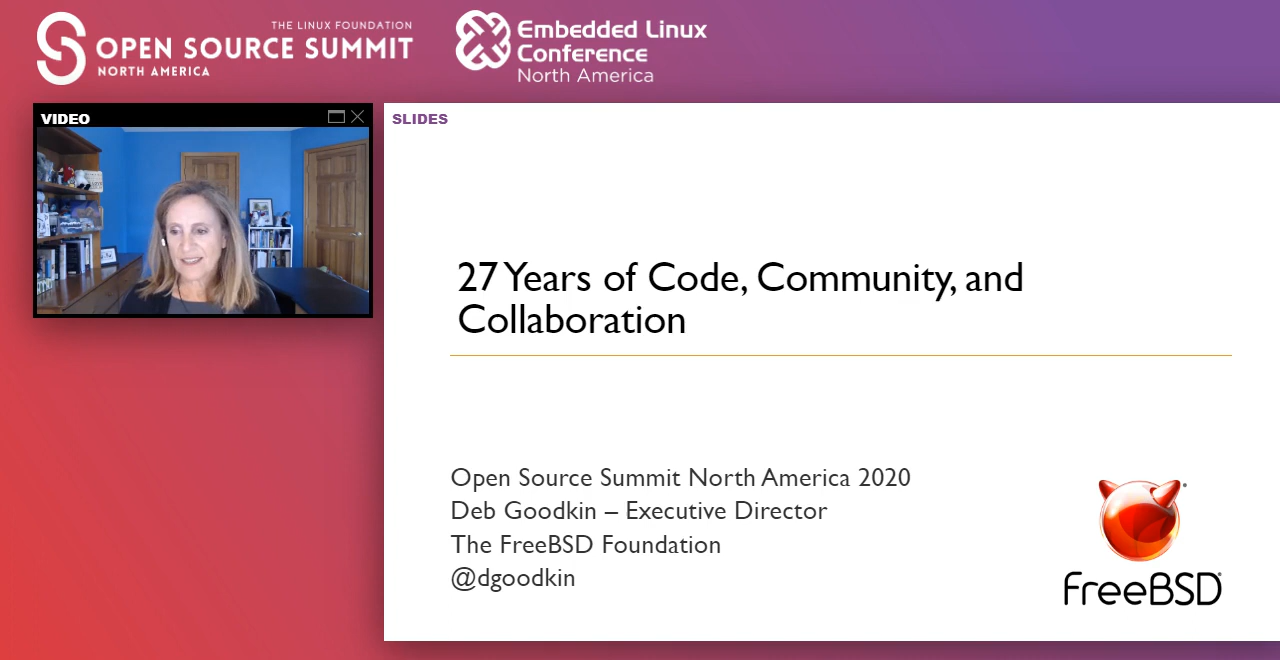 THE LINUX FOUNDATION
OPEN SOURCE SUMMIT
NORTH AMERICA
Embedded Linux
Conference
North America
VIDEO
SLIDES
27 Years of Code, Community, and
Collaboration
Open Source Summit North America 2020
Deb Goodkin – Executive Director
The FreeBSD Foundation
@dgoodkin
FreeBSD®